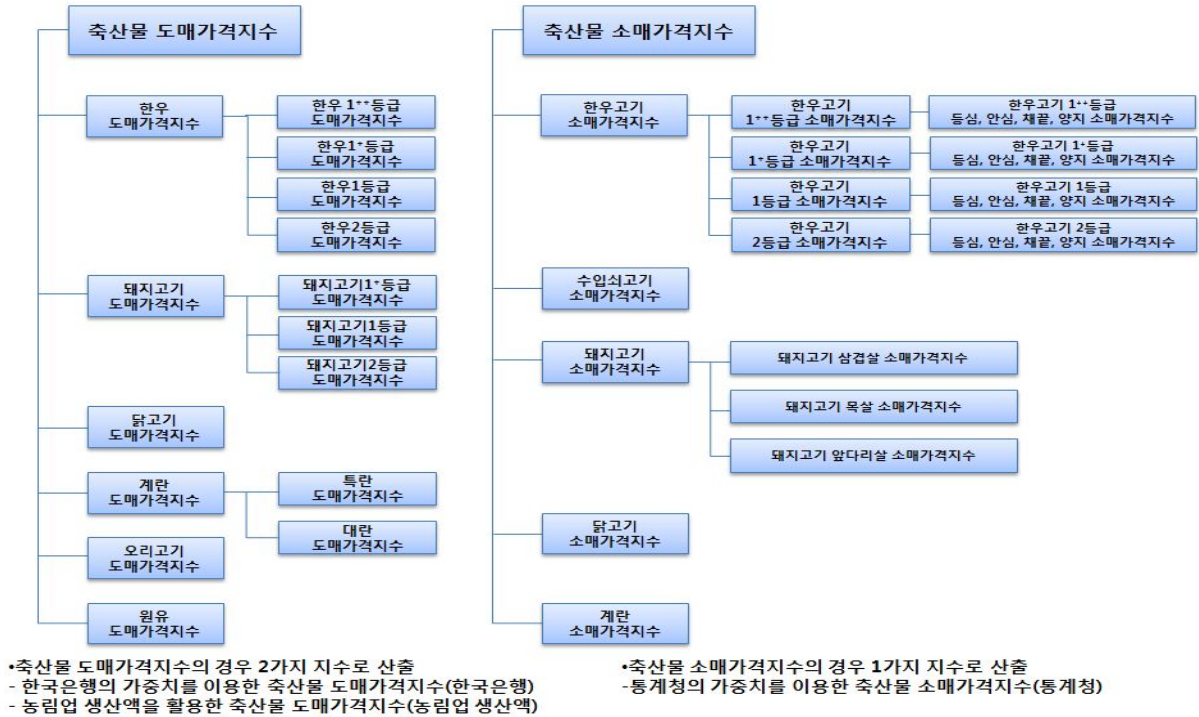 축산물 도매가격지수
한우
도매가격지수
한우 1⁺⁺등급
도매가격지수
한우1⁺등급
도매가격지수
한우1등급
도매가격지수
한우2등급
도매가격지수
돼지고기
도매가격지수
돼지고기1⁺등급
도매가격지수
돼지고기1등급
도매가격지수
돼지고기2등급
도매가격지수
닭고기
도매가격지수
계란
도매가격지수
특란
도매가격지수
대란
도매가격지수
오리고기
도매가격지수
원유
도매가격지수
•축산물 도매가격지수의 경우 2가지 지수로 산출
- 한국은행의 가중치를 이용한 축산물 도매가격지수(한국은행)
- 농림업 생산액을 활용한 축산물 도매가격지수(농림업 생산액)
축산물 소매가격지수
한우고기
소매가격지수
한우고기
1⁺⁺등급 소매가격지수
한우고기 1⁺⁺등급
등심, 안심, 채끝, 양지 소매가격지수
한우고기
1⁺등급 소매가격지수
한우고기 1⁺등급
등심, 안심, 채끝, 양지 소매가격지수
한우고기
1등급 소매가격지수
한우고기 1등급
등심, 안심, 채끝, 양지 소매가격지수
한우고기
2등급 소매가격지수
한우고기 2등급
등심, 안심, 채끝, 양지 소매가격지수
수입쇠고기
소매가격지수
돼지고기
소매가격지수
돼지고기 삼겹살 소매가격지수
돼지고기 목살 소매가격지수
돼지고기 앞다리살 소매가격지수
닭고기
소매가격지수
계란
소매가격지수
•축산물 소매가격지수의 경우 1가지 지수로 산출
-통계청의 가중치를 이용한 축산물 소매가격지수(통계청)